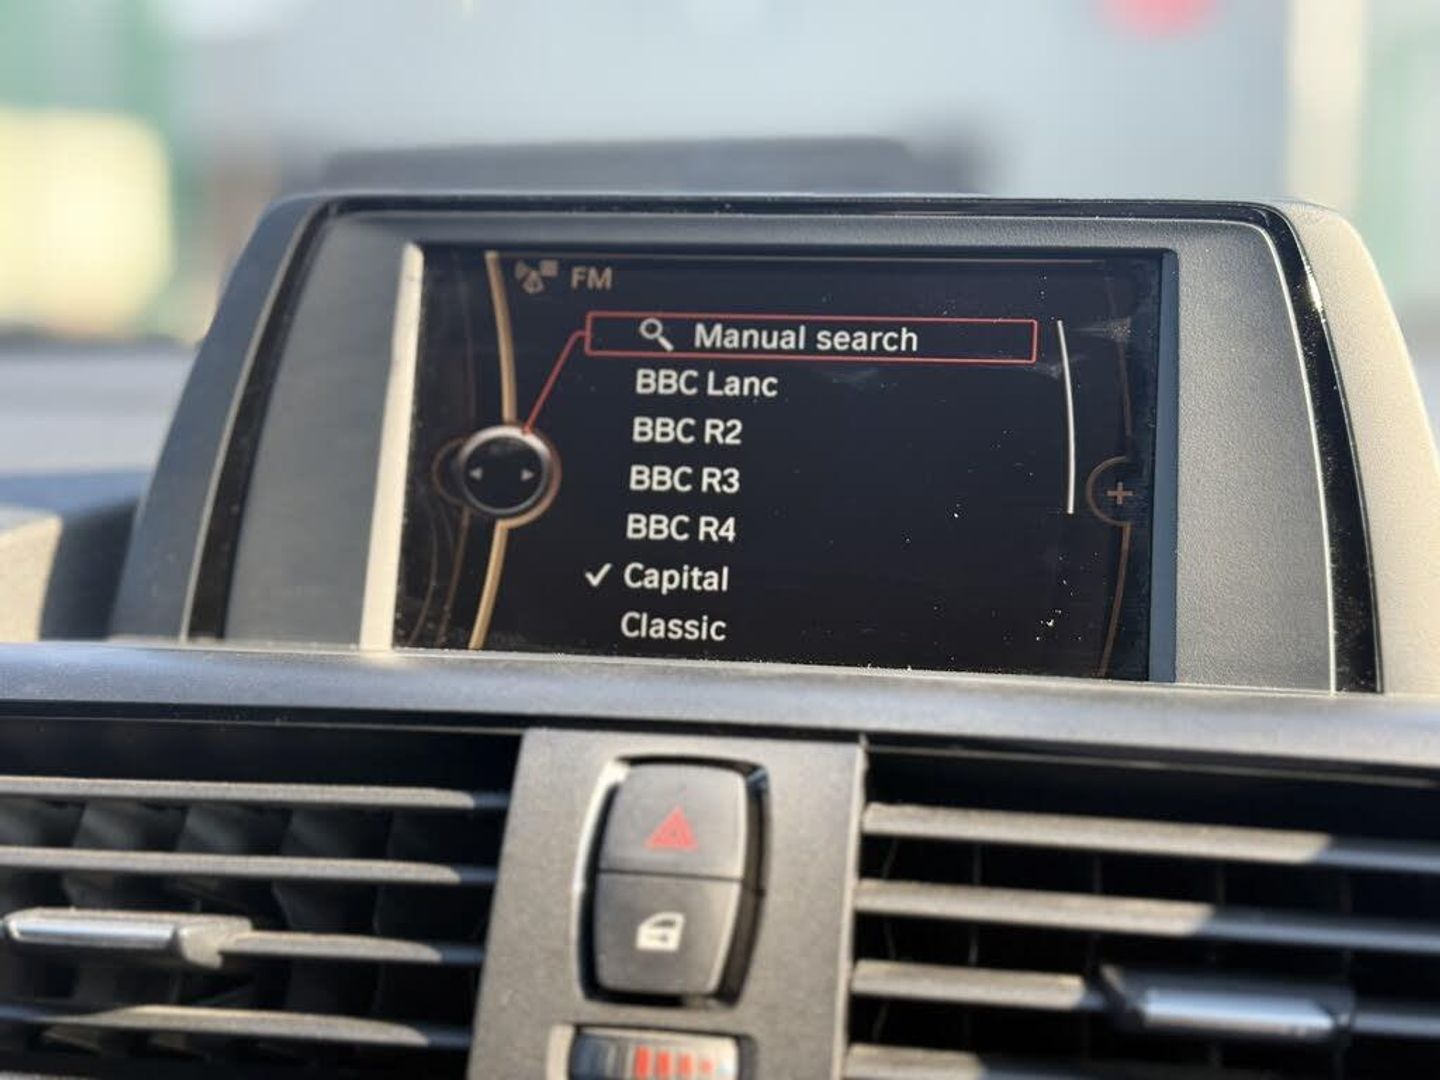 FM
Manual search
BBC Lanc
BBC R2
BBC R3
BBC R4
Capital
Classic